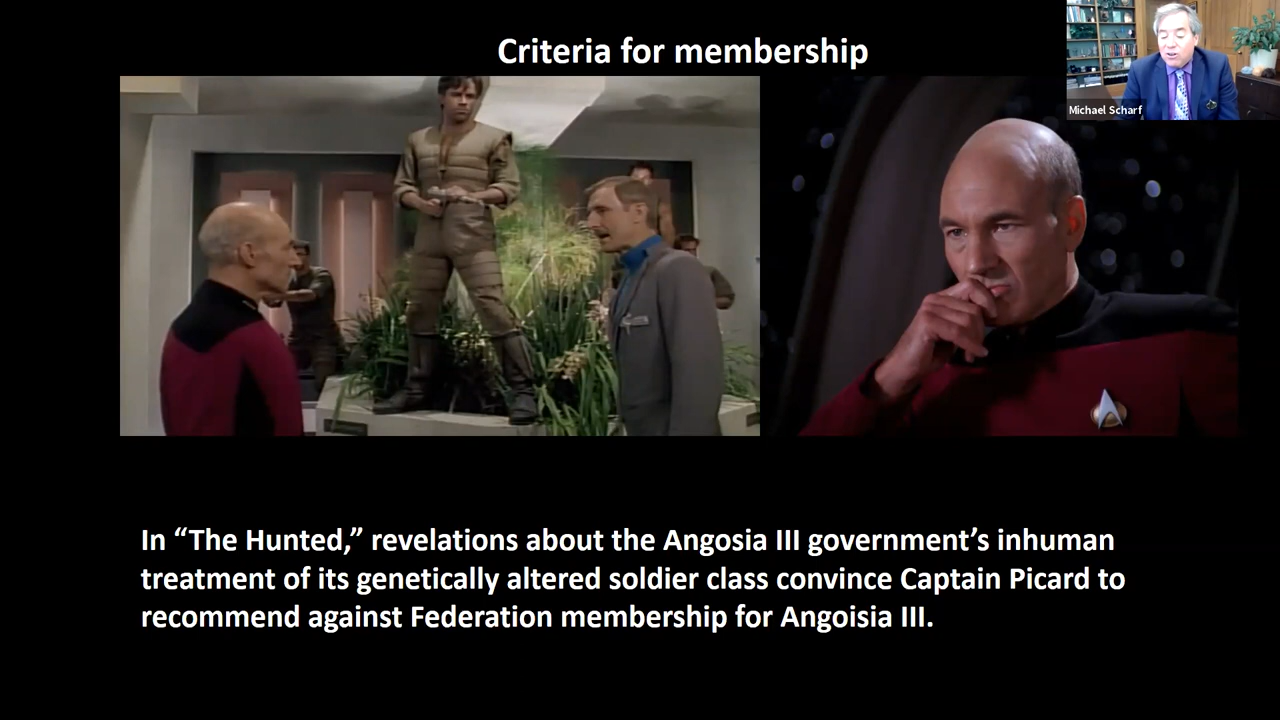 Criteria for membership
Michael Scharf
In “The Hunted,” revelations about the Angosia III government’s inhuman
treatment of its genetically altered soldier class convince Captain Picard to
recommend against Federation membership for Angoisia III.